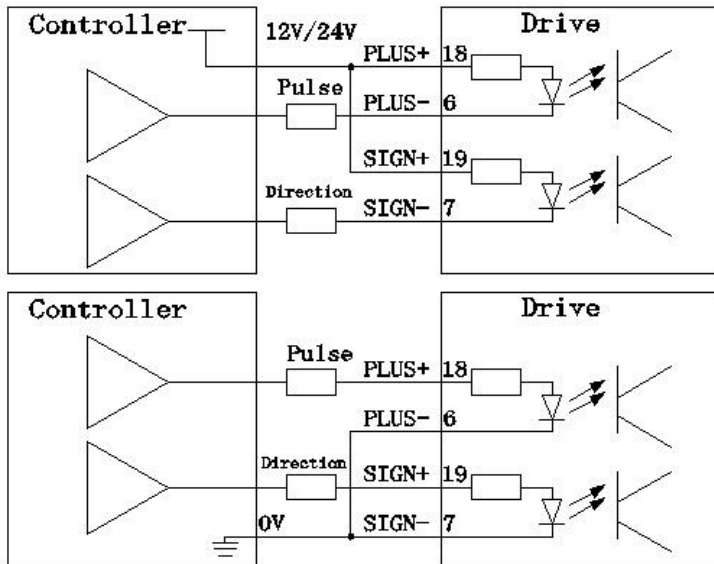 Controller 12V/24V Drive
PLUS+ 18
Pulse PLUS- 6
SIGN+ 19
Direction SIGN- 7
Controller Drive
Pulse PLUS+ 18
PLUS- 6
Direction SIGN+ 19
0V SIGN- 7